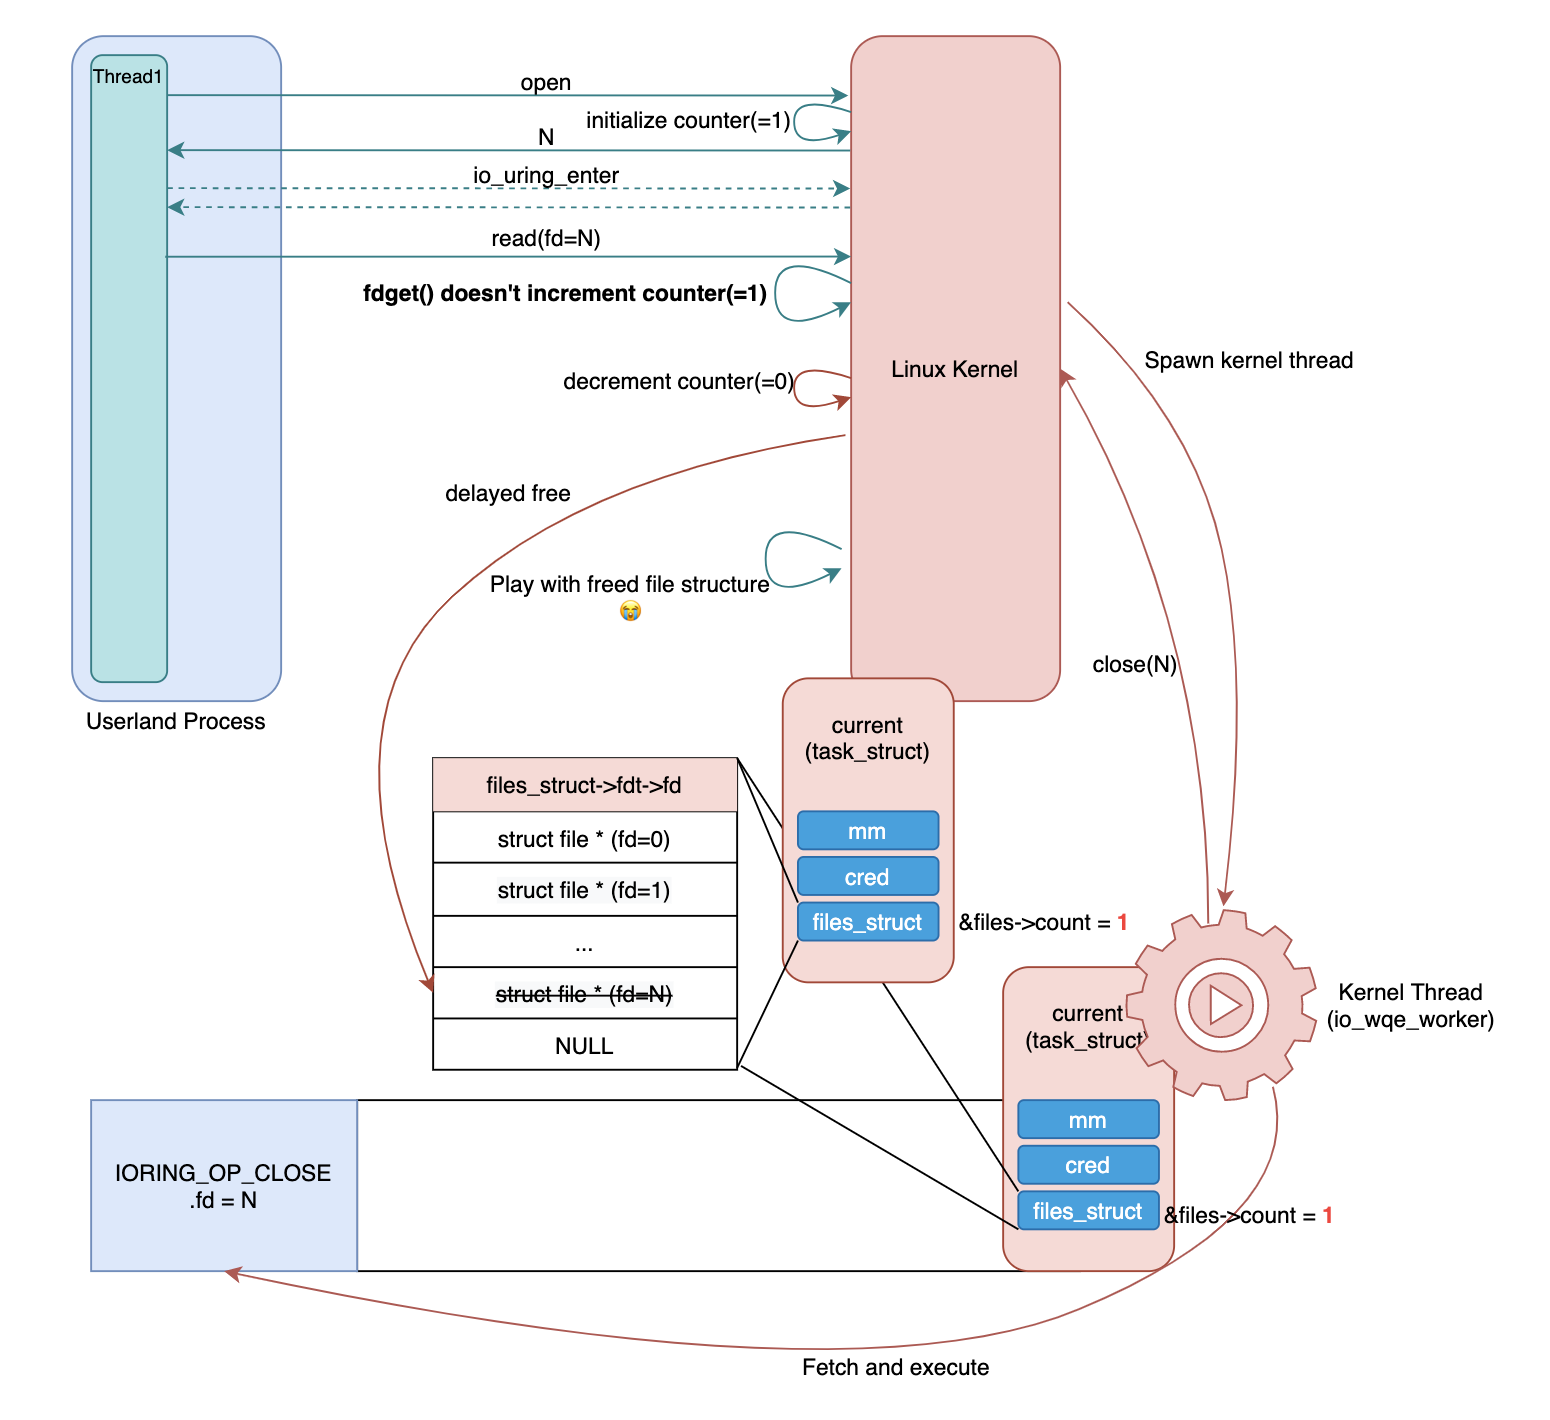 Thread1
open
initialize counter(=1)
N
io_uring_enter
read(fd=N)
fdget() doesn't increment counter(=1)
Linux Kernel
Spawn kernel thread
decrement counter(=0)
delayed free
Play with freed file structure
😭
close(N)
Userland Process
current
(task_struct)
files_struct->fdt->fd
mm
struct file * (fd=0)
cred
struct file * (fd=1)
files_struct
&files->count = 1
...
struct file * (fd=N)
Kernel Thread
(io_wqe_worker)
current
(task_struct
NULL
mm
IORING_OP_CLOSE
.fd = N
cred
files_struct
&files->count = 1
Fetch and execute